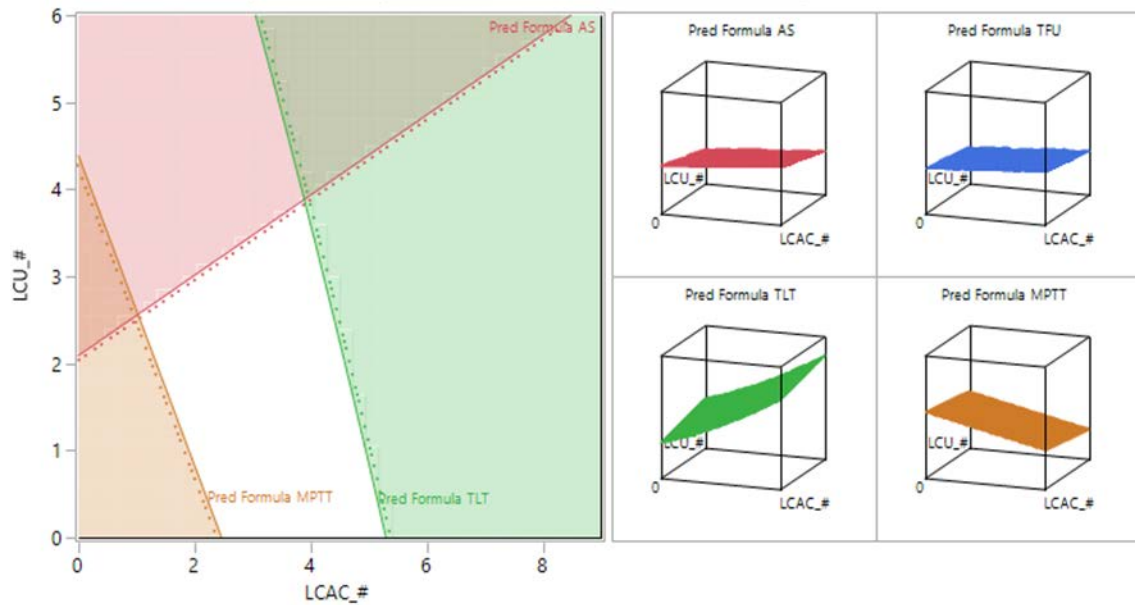 6
5
4
3
2
1
0
LCU_#
0
2
4
6
8
LCAC_#
Pred Formula AS
Pred Formula MPTT
Pred Formula TLT
Pred Formula AS
LCU_#
0
LCAC_#
Pred Formula TFU
LCU_#
0
LCAC_#
Pred Formula TLT
LCU_#
0
LCAC_#
Pred Formula MPTT
LCU_#
0
LCAC_#